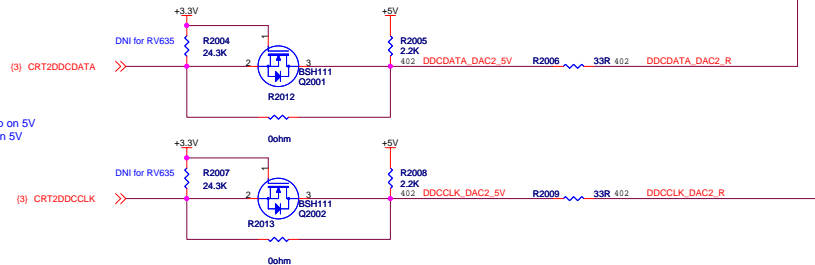 +3.3V
+5V
DNI for RV635
R2004
24.3K
1
R2005
2.2K
{3} CRT2DDCDATA
2
3
BSH111
Q2001
402
DDCDATA_DAC2_5V
R2006
33R
402
DDCDATA_DAC2_R
R2012
0ohm
on 5V
n 5V
+3.3V
+5V
DNI for RV635
R2007
24.3K
1
R2008
2.2K
{3} CRT2DDCCLK
2
3
BSH111
Q2002
402
DDCCLK_DAC2_5V
R2009
33R
402
DDCCLK_DAC2_R
R2013
0ohm